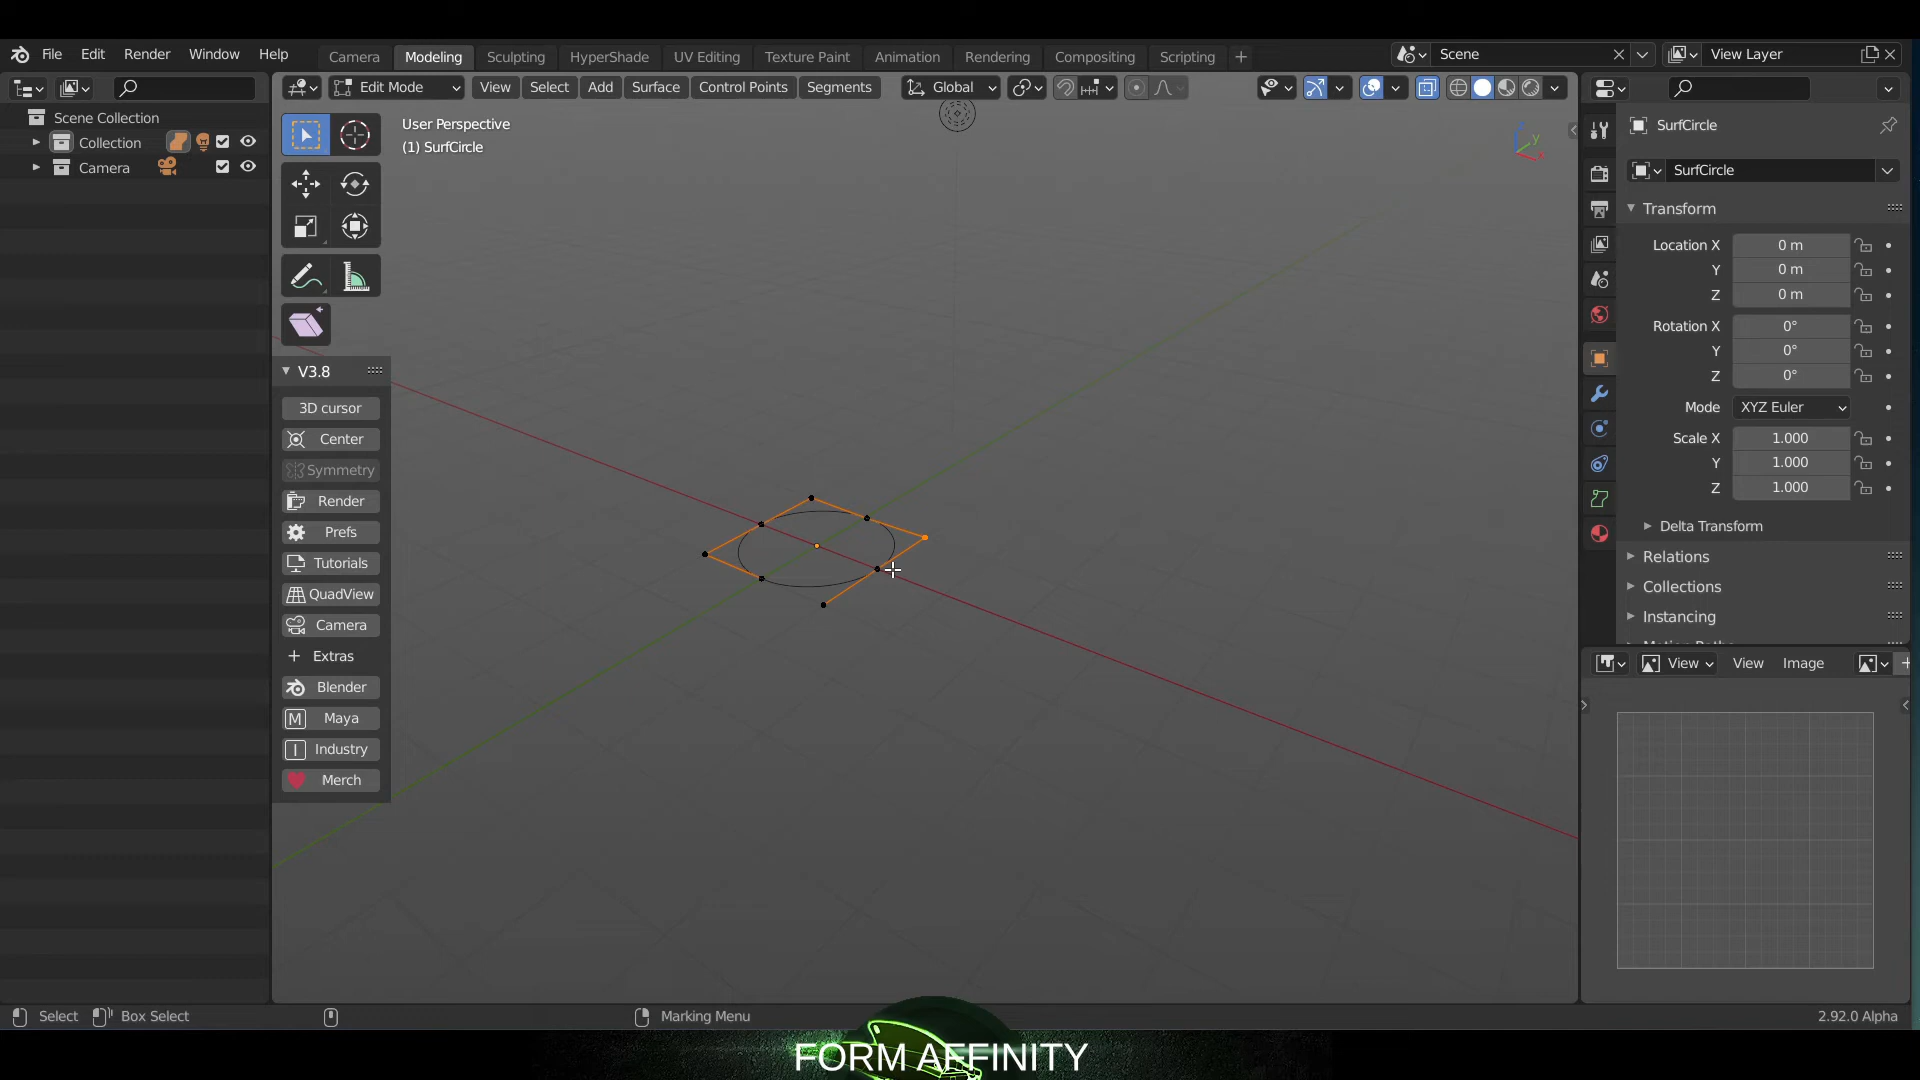 File Edit Render Window Help Camera Modeling Sculpting HyperShade UV Editing Texture Paint Animation Rendering Compositing Scripting + Scene View Layer
Edit Mode View Select Add Surface Control Points Segments Global
Scene Collection
Collection
Camera
User Perspective
(1) SurfCircle
V3.8
3D cursor
Center
Symmetry
Render
Prefs
Tutorials
QuadView
Camera
+ Extras
Blender
M Maya
I Industry
Merch
SurfCircle
SurfCircle
Transform
Location X 0 m
Y 0 m
Z 0 m
Rotation X 0°
Y 0°
Z 0°
Mode XYZ Euler
Scale X 1.000
Y 1.000
Z 1.000
Delta Transform
Relations
Collections
Instancing
View View Image
Select Box Select Marking Menu 2.92.0 Alpha
FORM AFFINITY